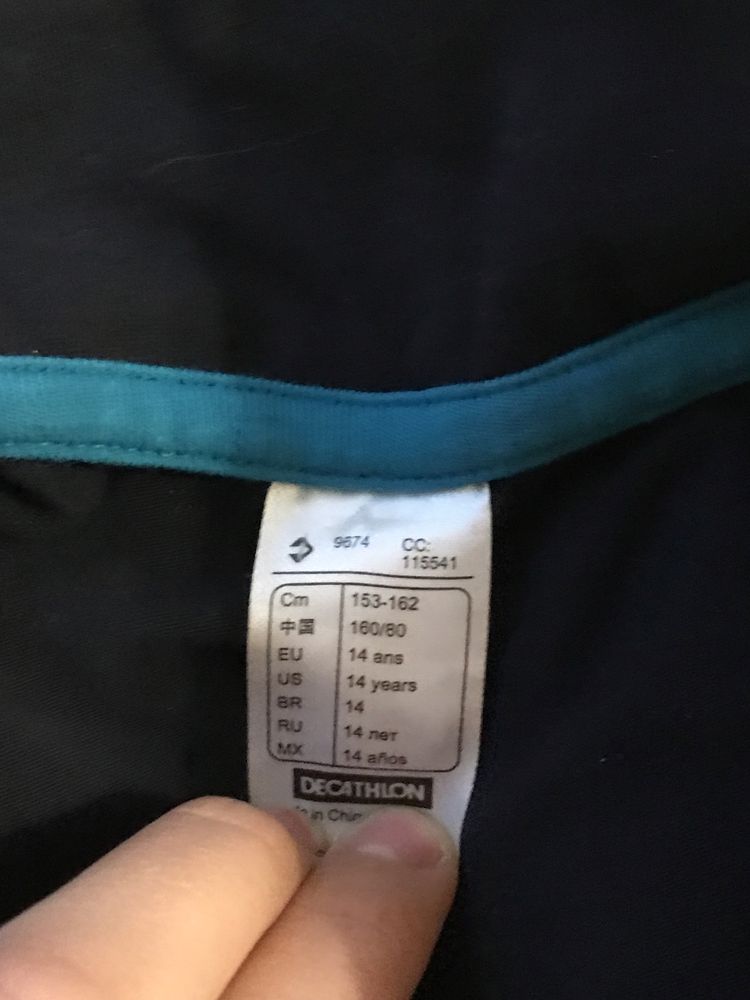 9674 CC:
115541
Cm 153-162
中国 160/80
EU 14 ans
US 14 years
BR 14
RU 14 лет
MX 14 años
DECATHLON
in